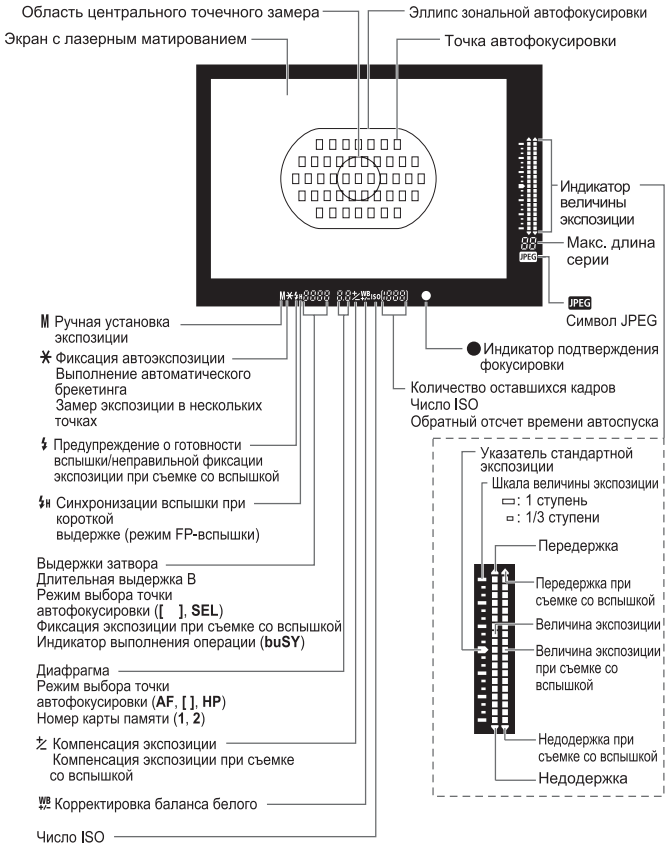 Область центрального точечного замера
Эллипс зональной автофокусировки
Экран с лазерным матированием
Точка автофокусировки
Индикатор
величины
экспозиции
Макс. длина
серии
JPEG
JPEG
Символ JPEG
M
ISO
M Ручная установка
экспозиции
Фиксация автоэкспозиции
Выполнение автоматического
брекетинга
Замер экспозиции в нескольких
точках
Предупреждение о готовности
вспышки/неправильной фиксации
экспозиции при съемке со вспышкой
H Синхронизации вспышки при
короткой
выдержке (режим FP-вспышки)
Выдержки затвора
Длительная выдержка B
Режим выбора точки
автофокусировки ([ ], SEL)
Фиксация экспозиции при съемке со вспышкой
Индикатор выполнения операции (buSY)
Диафрагма
Режим выбора точки
автофокусировки (AF, [ ], HP)
Номер карты памяти (1, 2)
Компенсация экспозиции
Компенсация экспозиции при съемке
со вспышкой
WB +/- Корректировка баланса белого
Число ISO
Индикатор подтверждения
фокусировки
Количество оставшихся кадров
Число ISO
Обратный отсчет времени автоспуска
Указатель стандартной
экспозиции
Шкала величины экспозиции
: 1 ступень
: 1/3 ступени
Передержка
Передержка при
съемке со вспышкой
Величина экспозиции
Величина экспозиции
при съемке со
вспышкой
Недодержка при
съемке со вспышкой
Недодержка